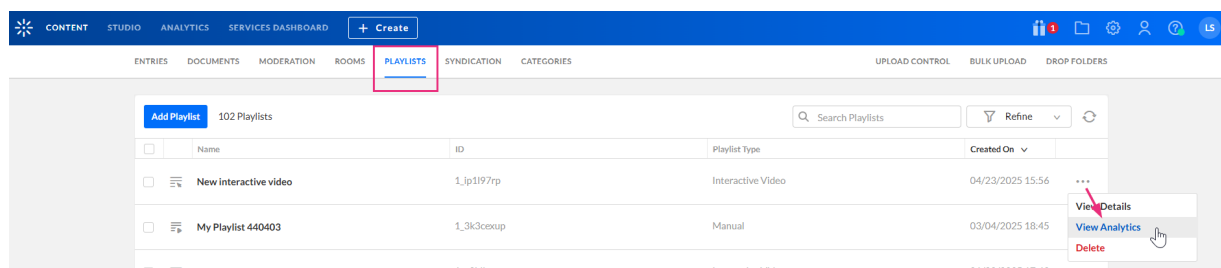 CONTENT STUDIO ANALYTICS SERVICES DASHBOARD + Create 1 LS
ENTRIES DOCUMENTS MODERATION ROOMS PLAYLISTS SYNDICATION CATEGORIES UPLOAD CONTROL BULK UPLOAD DROP FOLDERS
Add Playlist 102 Playlists Search Playlists Refine
Name ID Playlist Type Created On
New interactive video 1_ip1l97rp Interactive Video 04/23/2025 15:56
View Details
My Playlist 440403 1_3k3cexup Manual 03/04/2025 18:45 View Analytics
Delete